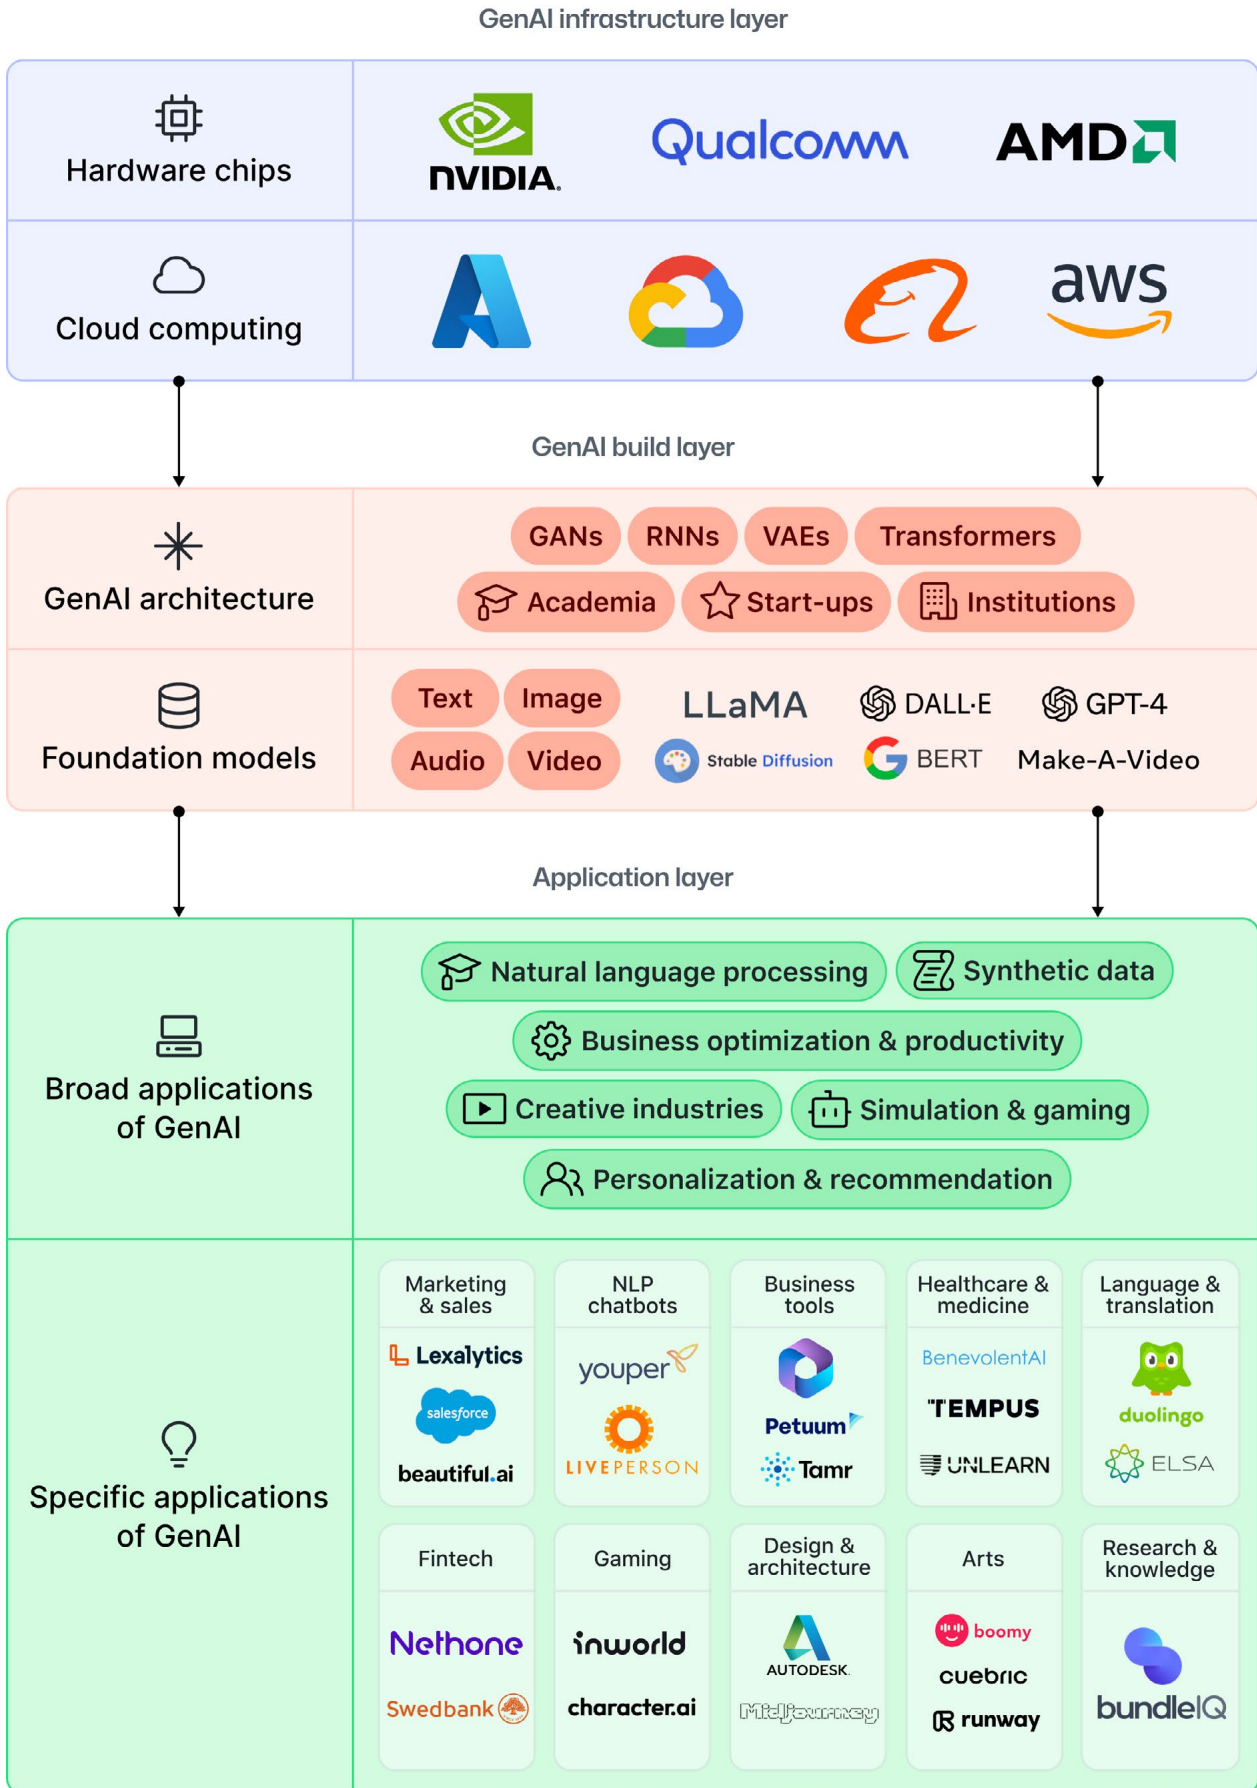 GenAI infrastructure layer
Hardware chips
NVIDIA.
Qualcomm
AMD
Cloud computing
aws
GenAI build layer
GenAI architecture
GANs
RNNs
VAEs
Transformers
Academia
Start-ups
Institutions
Foundation models
Text
Image
Audio
Video
LLaMA
DALL·E
GPT-4
Stable Diffusion
BERT
Make-A-Video
Application layer
Broad applications
of GenAI
Natural language processing
Synthetic data
Business optimization & productivity
Creative industries
Simulation & gaming
Personalization & recommendation
Specific applications
of GenAI
Marketing
& sales
Lexalytics
salesforce
beautiful.ai
NLP
chatbots
youper
LIVEPERSON
Business
tools
Petuum
Tamr
Healthcare &
medicine
BenevolentAI
TEMPUS
UNLEARN
Language &
translation
duolingo
ELSA
Fintech
Nethone
Swedbank
Gaming
inworld
character.ai
Design &
architecture
AUTODESK.
Midjourney
Arts
boomy
cuebric
runway
Research &
knowledge
bundleIQ